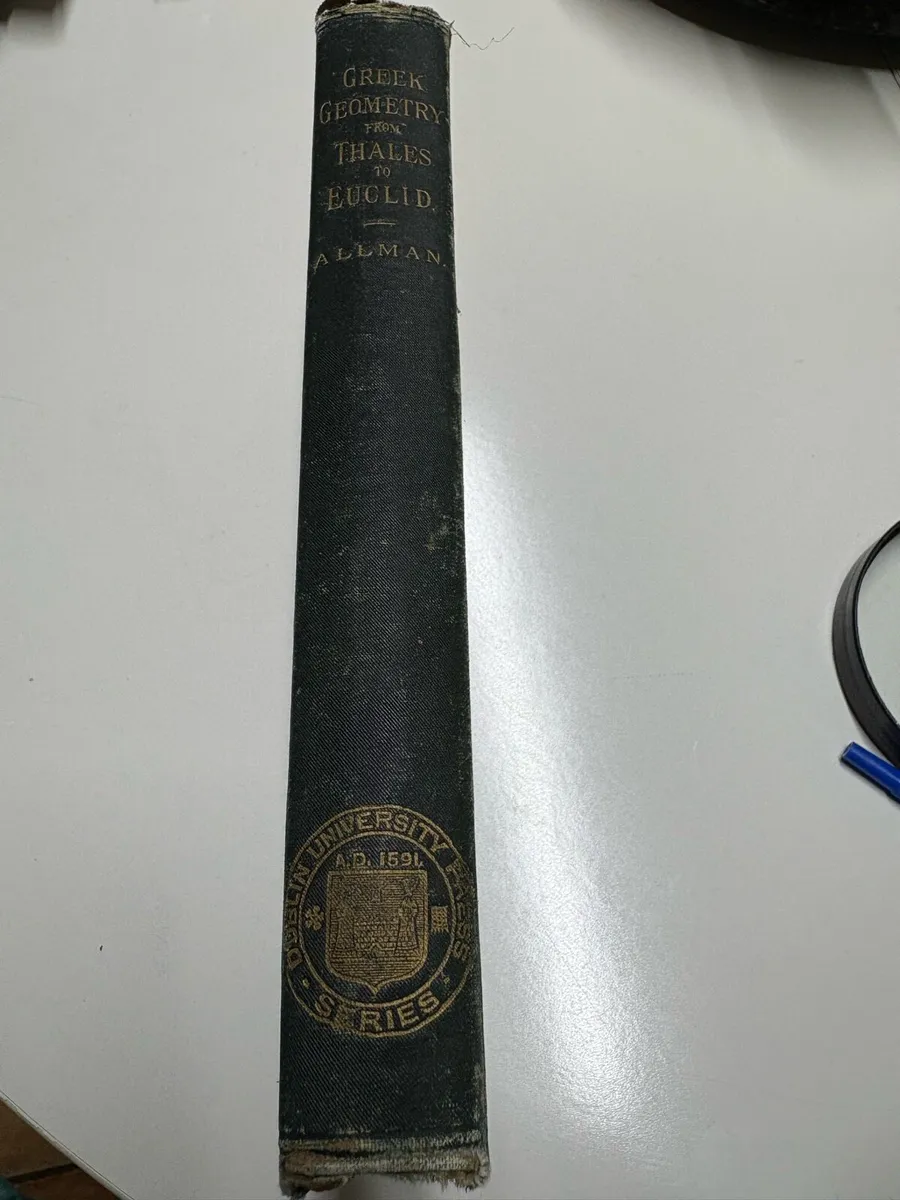 GREEK
GEOMETRY
FROM
THALES
TO
EUCLID.
ALLMAN.
DUBLIN UNIVERSITY PRESS
A.D. 1591.
SERIES